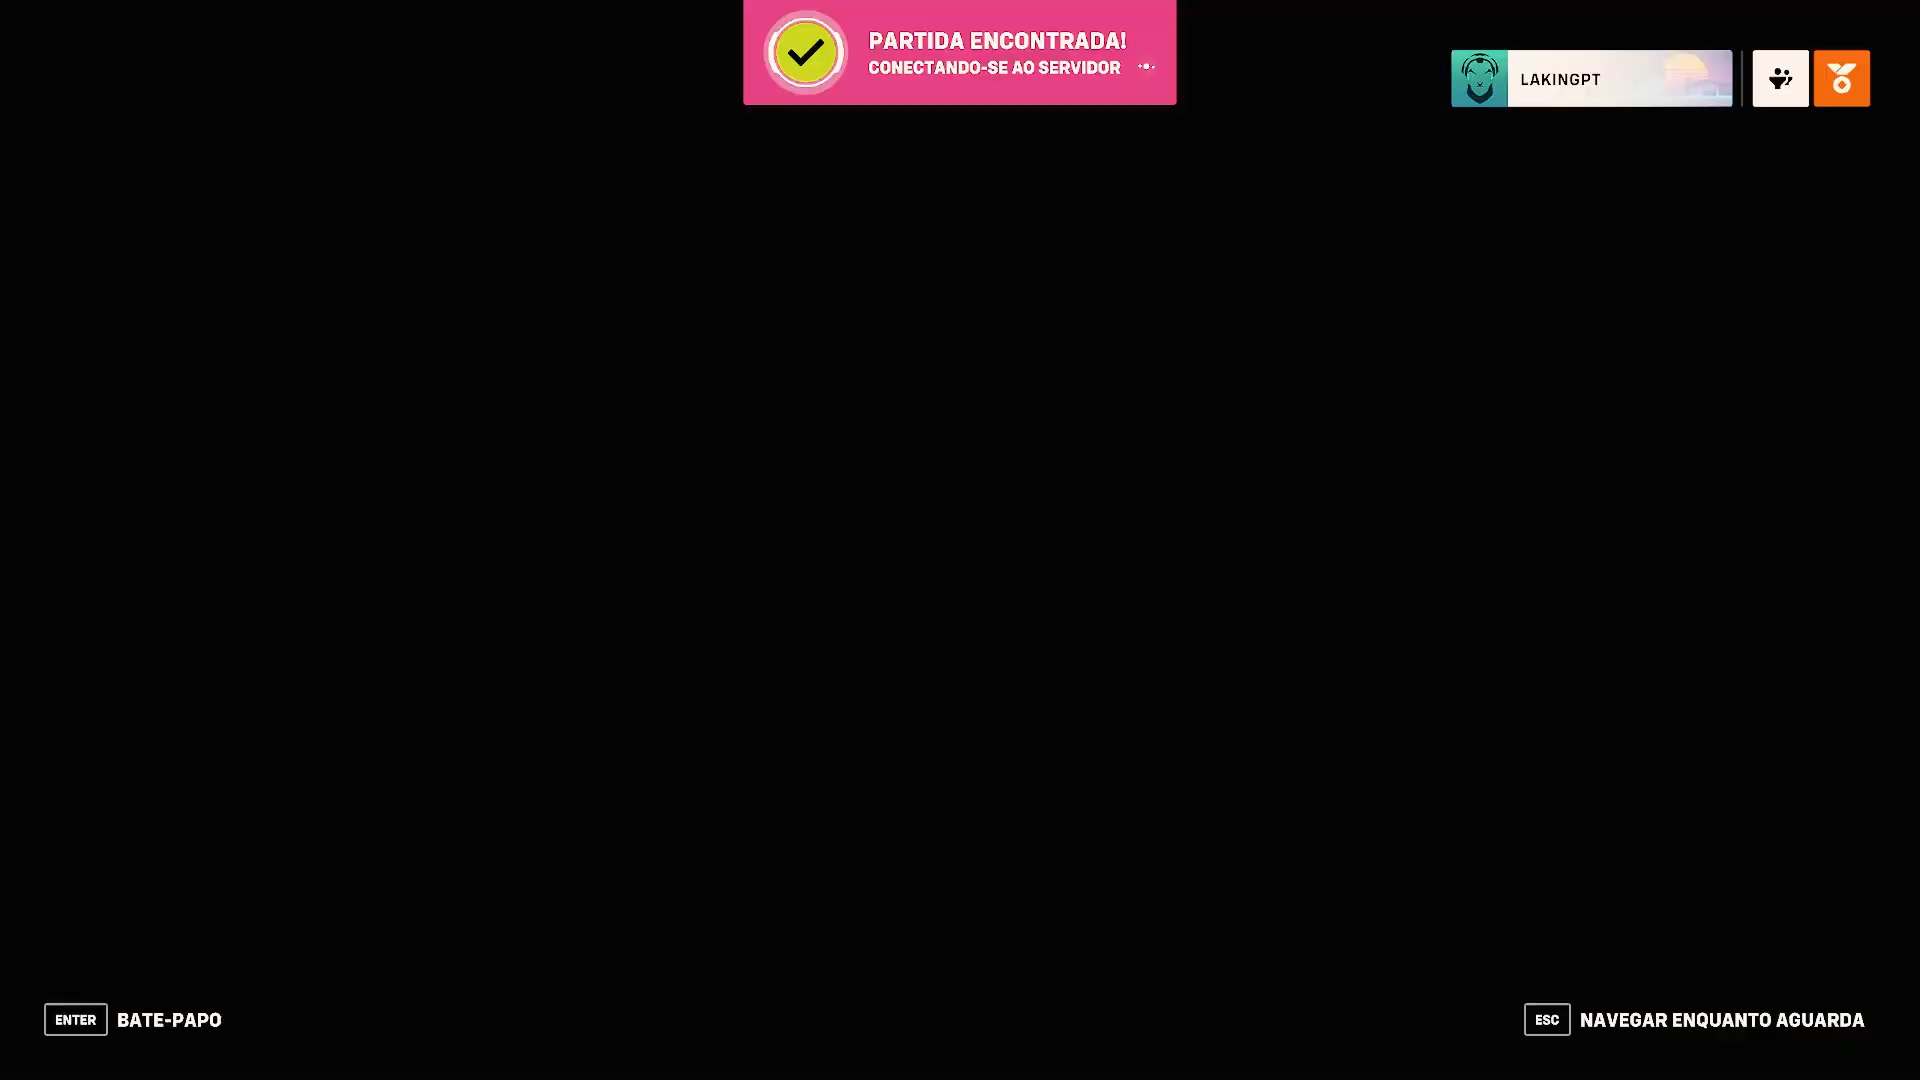 PARTIDA ENCONTRADA!
CONECTANDO-SE AO SERVIDOR
LAKINGPT
ENTER BATE-PAPO
ESC NAVEGAR ENQUANTO AGUARDA